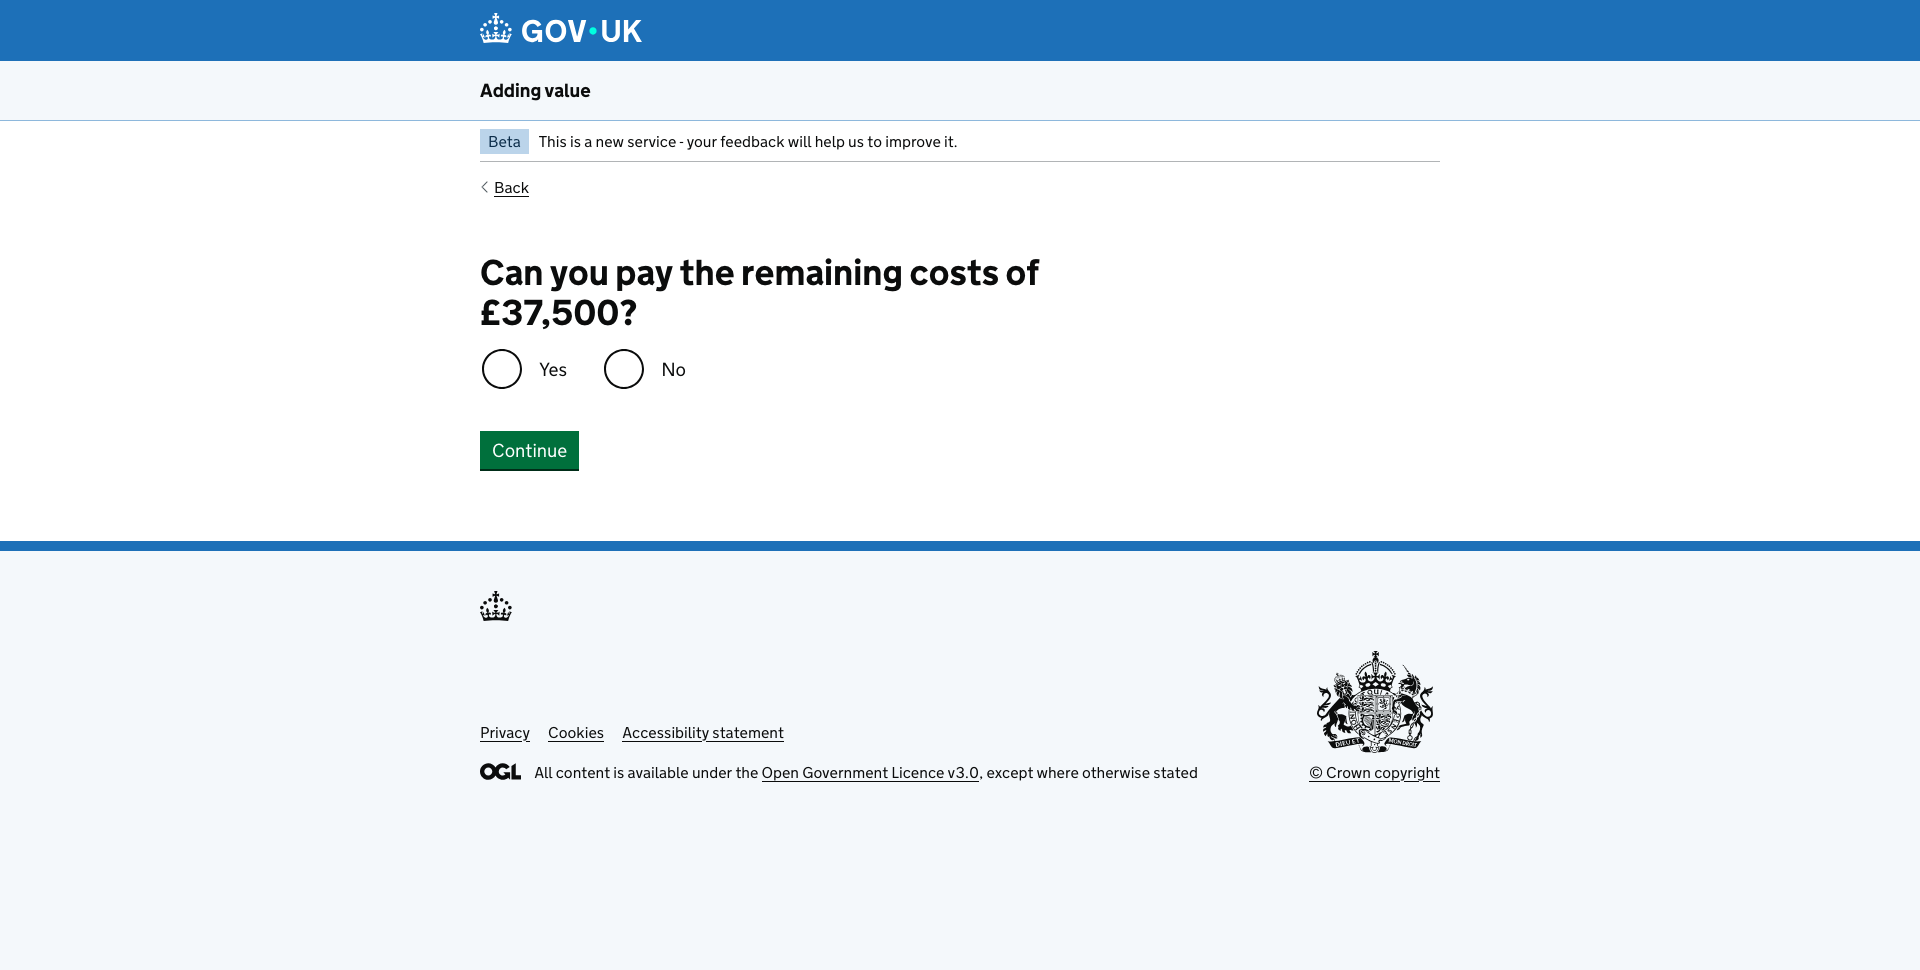 GOV•UK
Adding value
Beta This is a new service - your feedback will help us to improve it.
Back
Can you pay the remaining costs of
£37,500?
Yes No
Continue
Privacy Cookies Accessibility statement
OGL All content is available under the Open Government Licence v3.0, except where otherwise stated
© Crown copyright